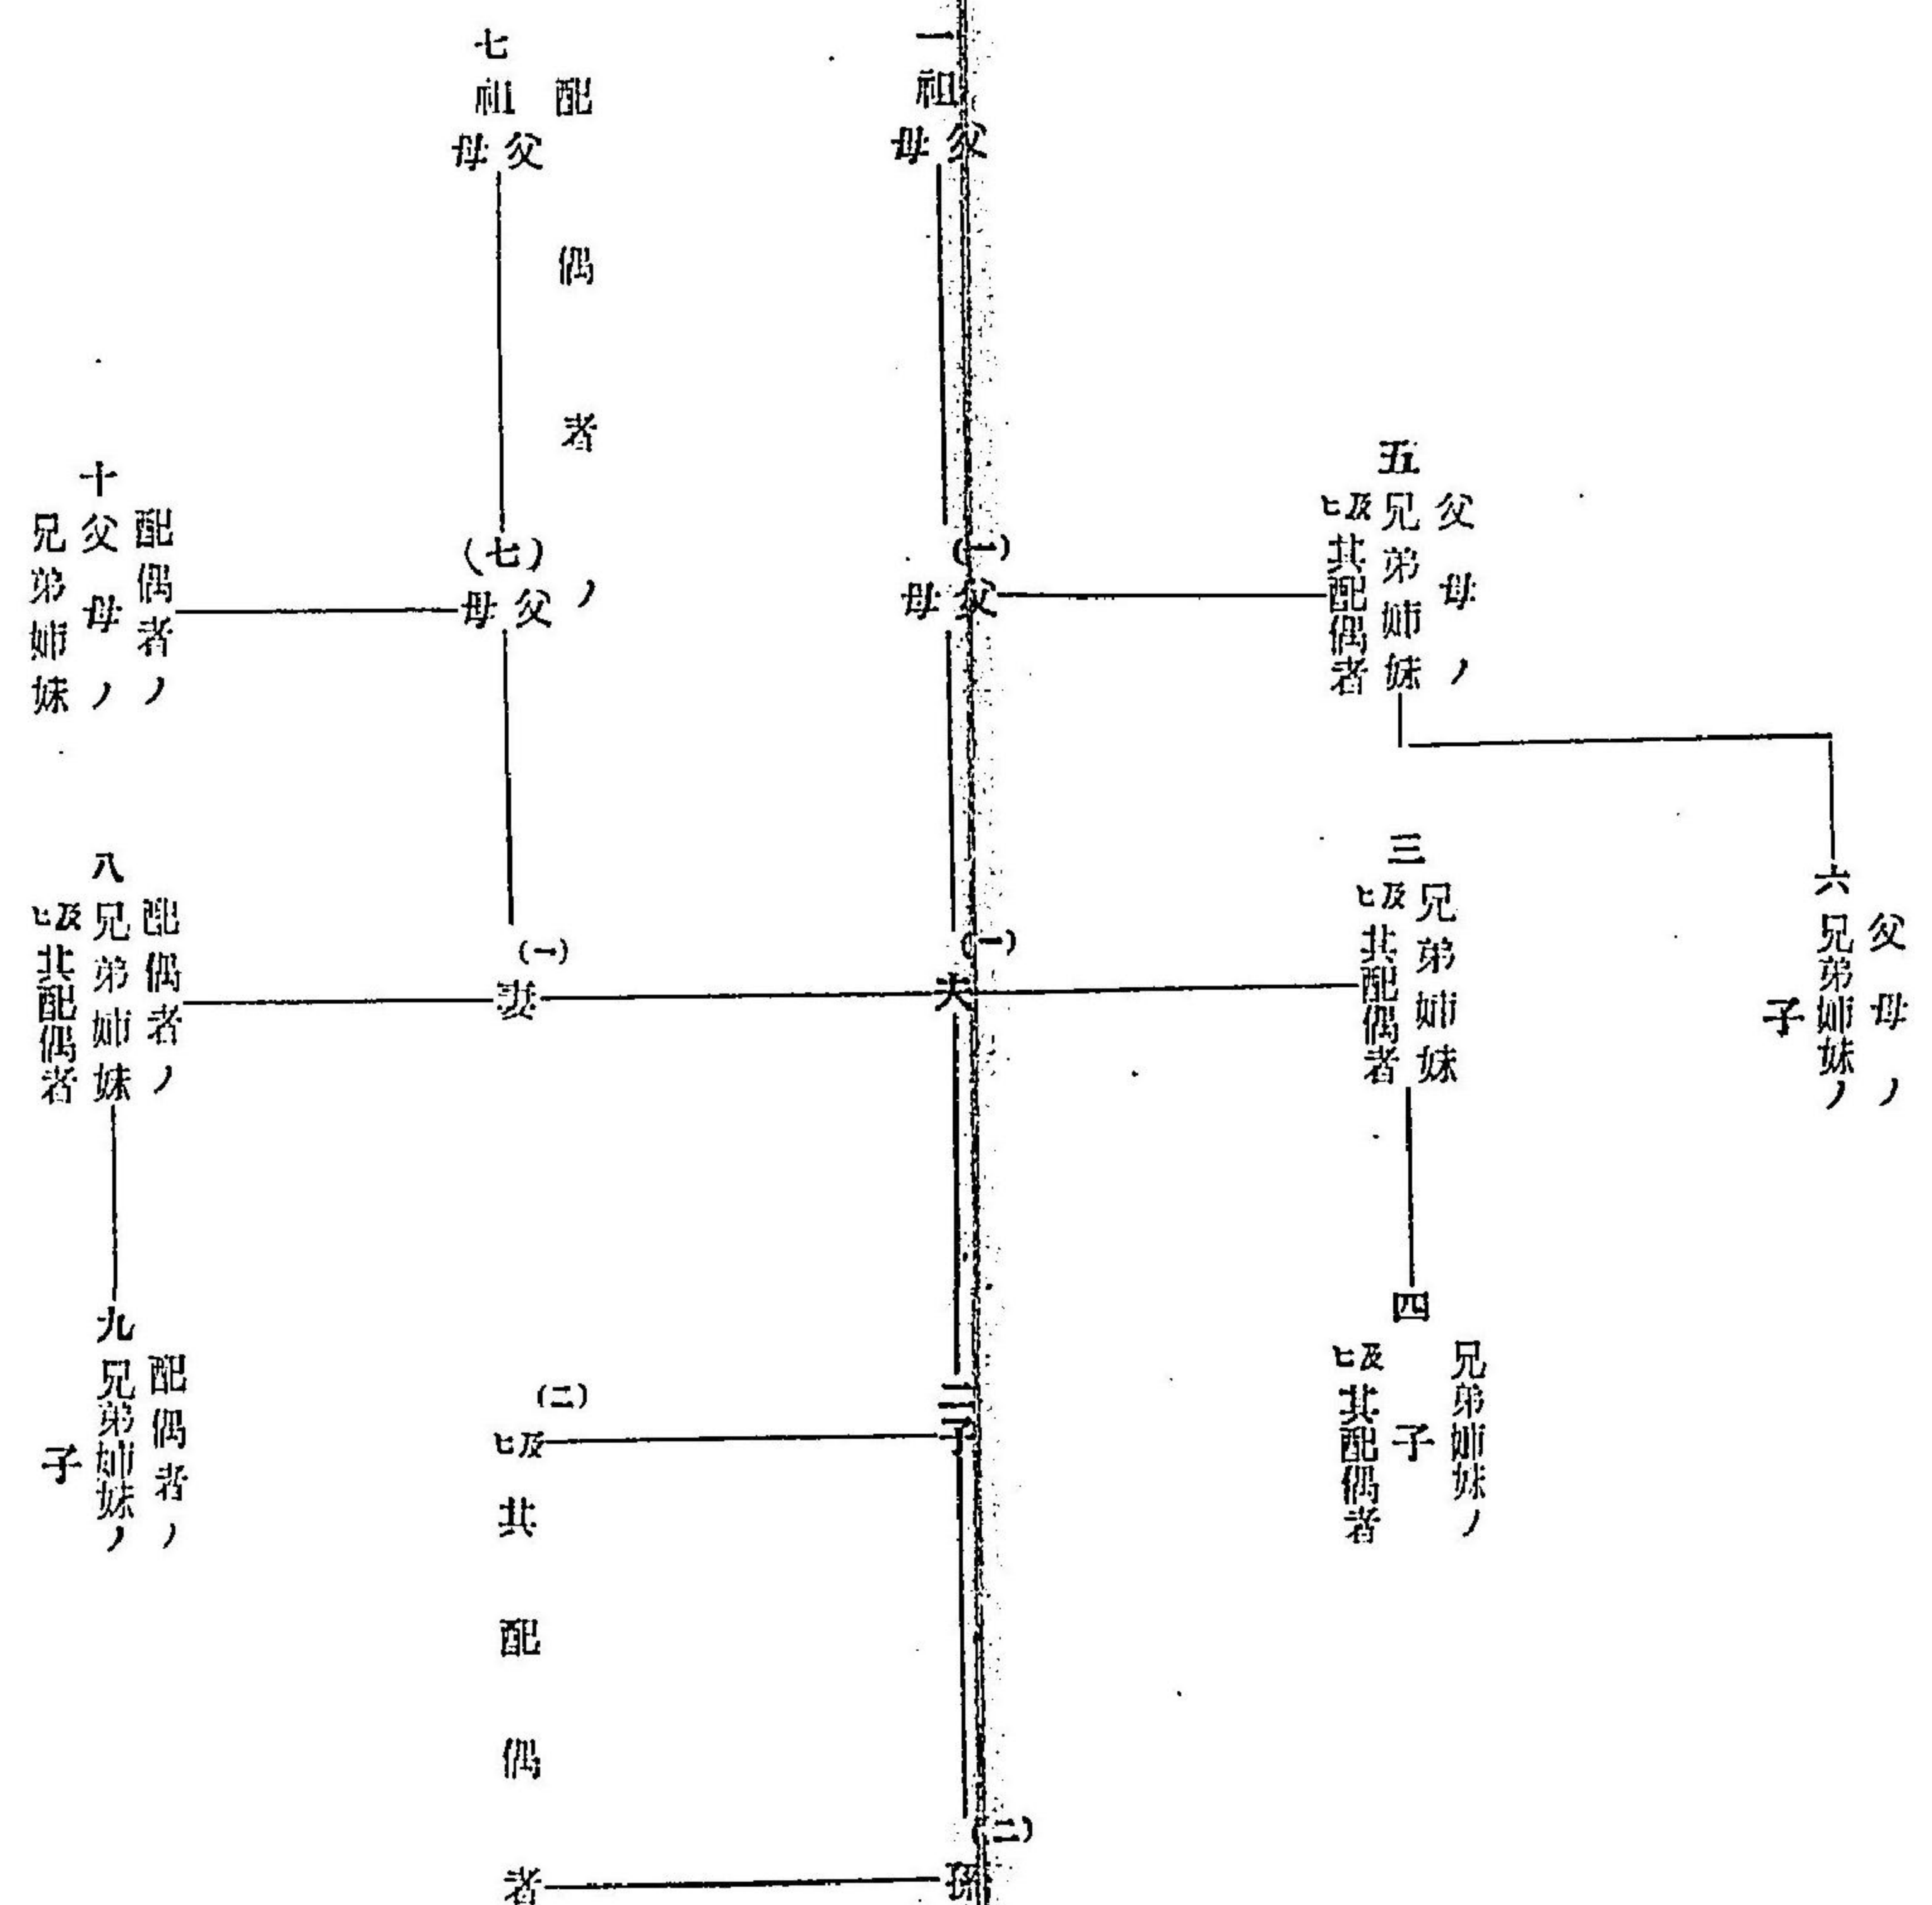 六
父母ノ
兄弟姉妹ノ
子
五
父母ノ
兄弟姉妹
及ヒ其配偶者
三
兄弟姉妹
及ヒ其配偶者
四
兄弟姉妹ノ
子
及ヒ其配偶者
一
祖父母
(一)
父母
(一)
夫
二
子
(二)
孫
七
配偶者ノ
祖父母
(七)
父母
(一)
妻
(二)
及ヒ其配偶者
十
配偶者ノ
父母ノ
兄弟姉妹
八
配偶者ノ
兄弟姉妹
及ヒ其配偶者
九
配偶者ノ
兄弟姉妹ノ
子